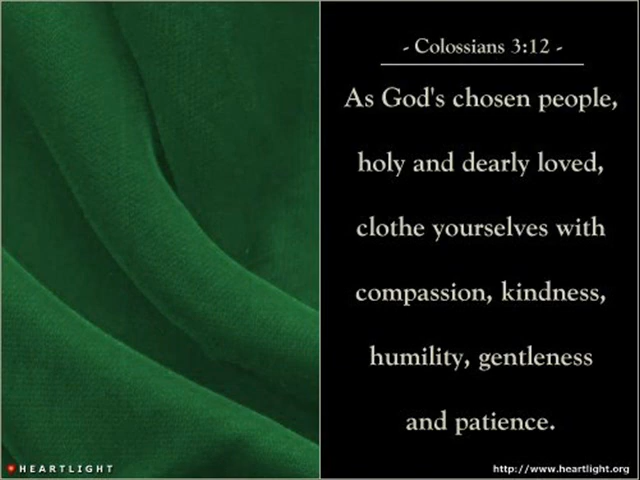 - Colossians 3:12 -
As God's chosen people,
holy and dearly loved,
clothe yourselves with
compassion, kindness,
humility, gentleness
and patience.
HEARTLIGHT
http://www.heartlight.org